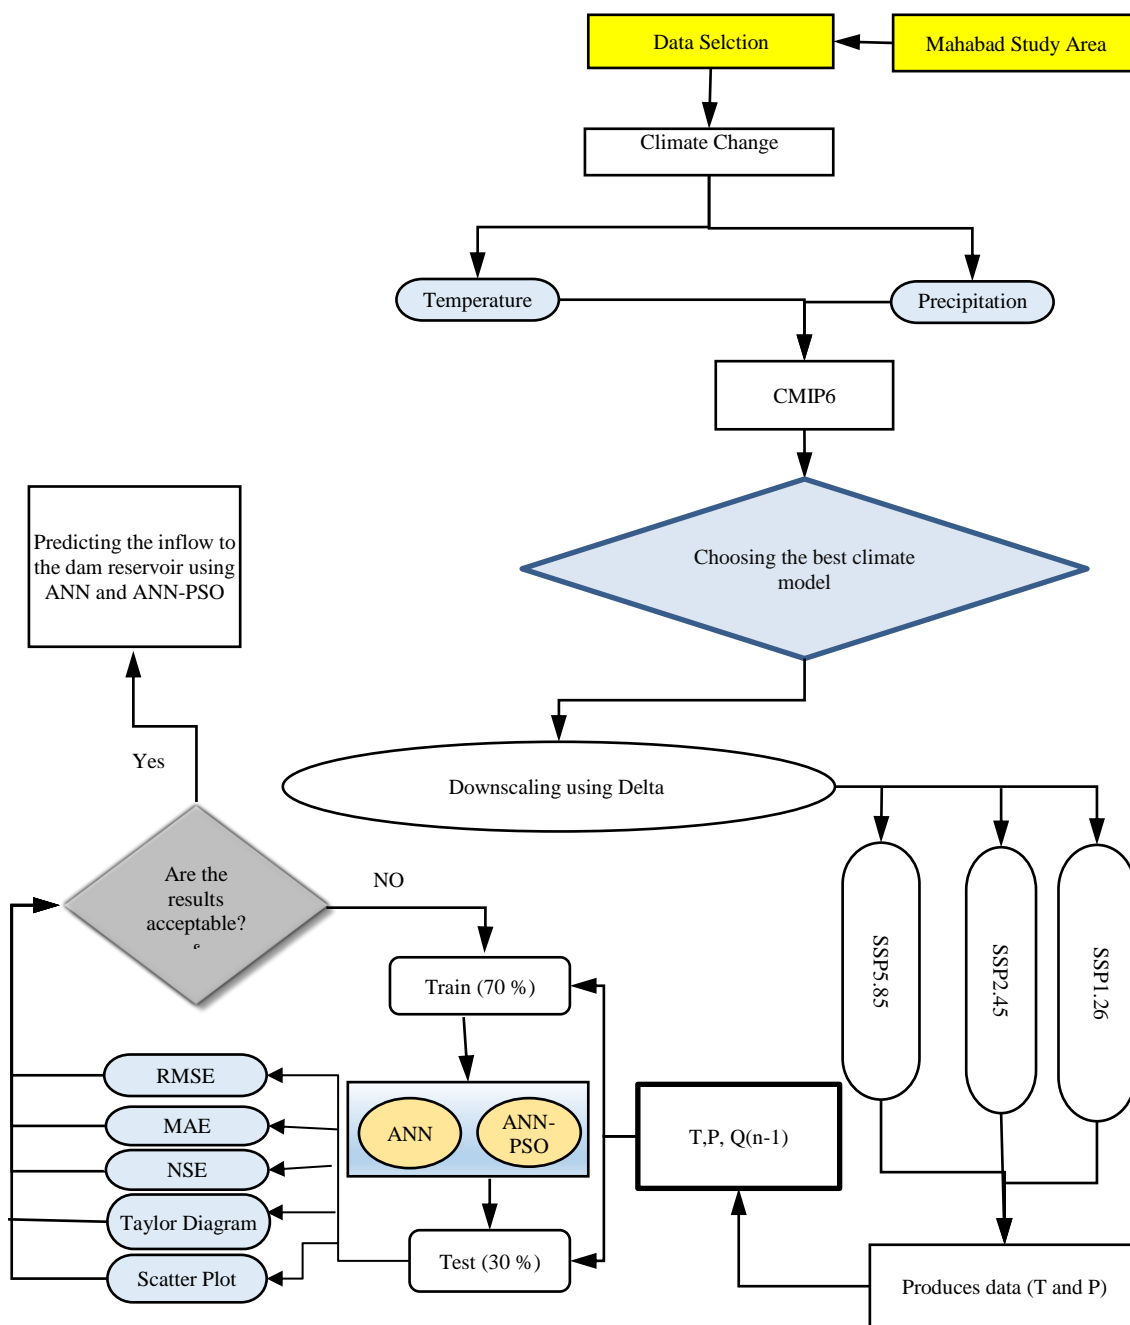 Data Selction
Mahabad Study Area
Climate Change
Temperature
Precipitation
CMIP6
Choosing the best climate
model
Predicting the inflow to
the dam reservoir using
ANN and ANN-PSO
Yes
Downscaling using Delta
Are the
results
acceptable?
NO
SSP5.85
SSP2.45
SSP1.26
Train (70 %)
RMSE
MAE
NSE
Taylor Diagram
Scatter Plot
ANN
ANN-
PSO
T,P, Q(n-1)
Test (30 %)
Produces data (T and P)